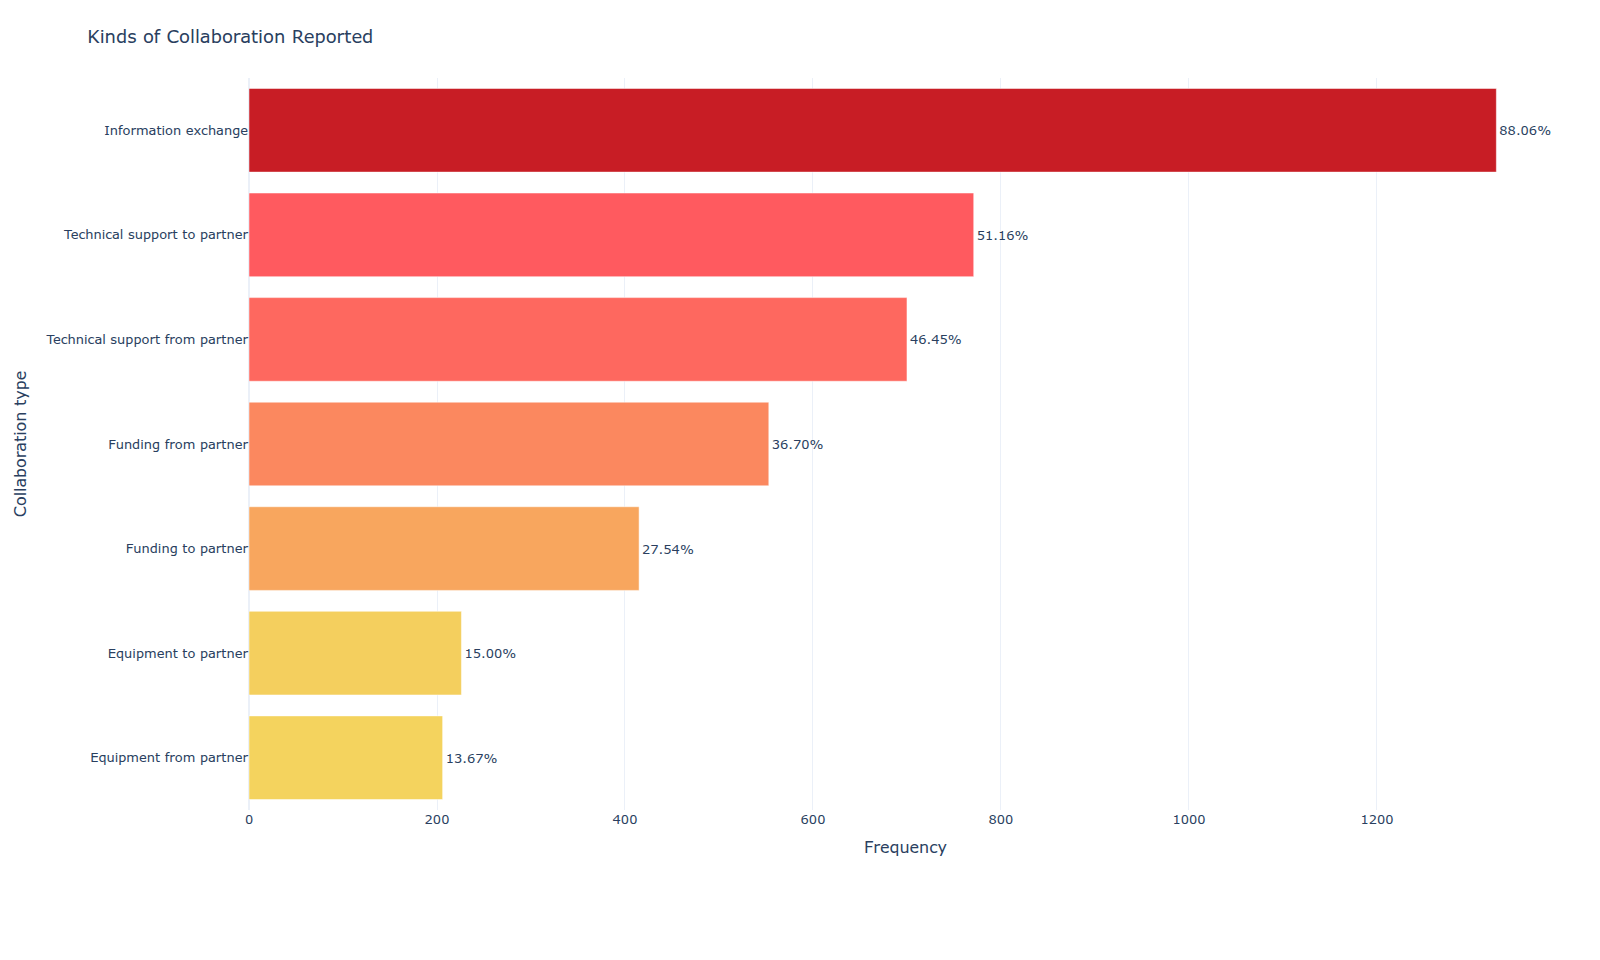 Kinds of Collaboration Reported
Information exchange
88.06%
Technical support to partner
51.16%
Technical support from partner
46.45%
Funding from partner
36.70%
Funding to partner
27.54%
Equipment to partner
15.00%
Equipment from partner
13.67%
Collaboration type
0 200 400 600 800 1000 1200
Frequency